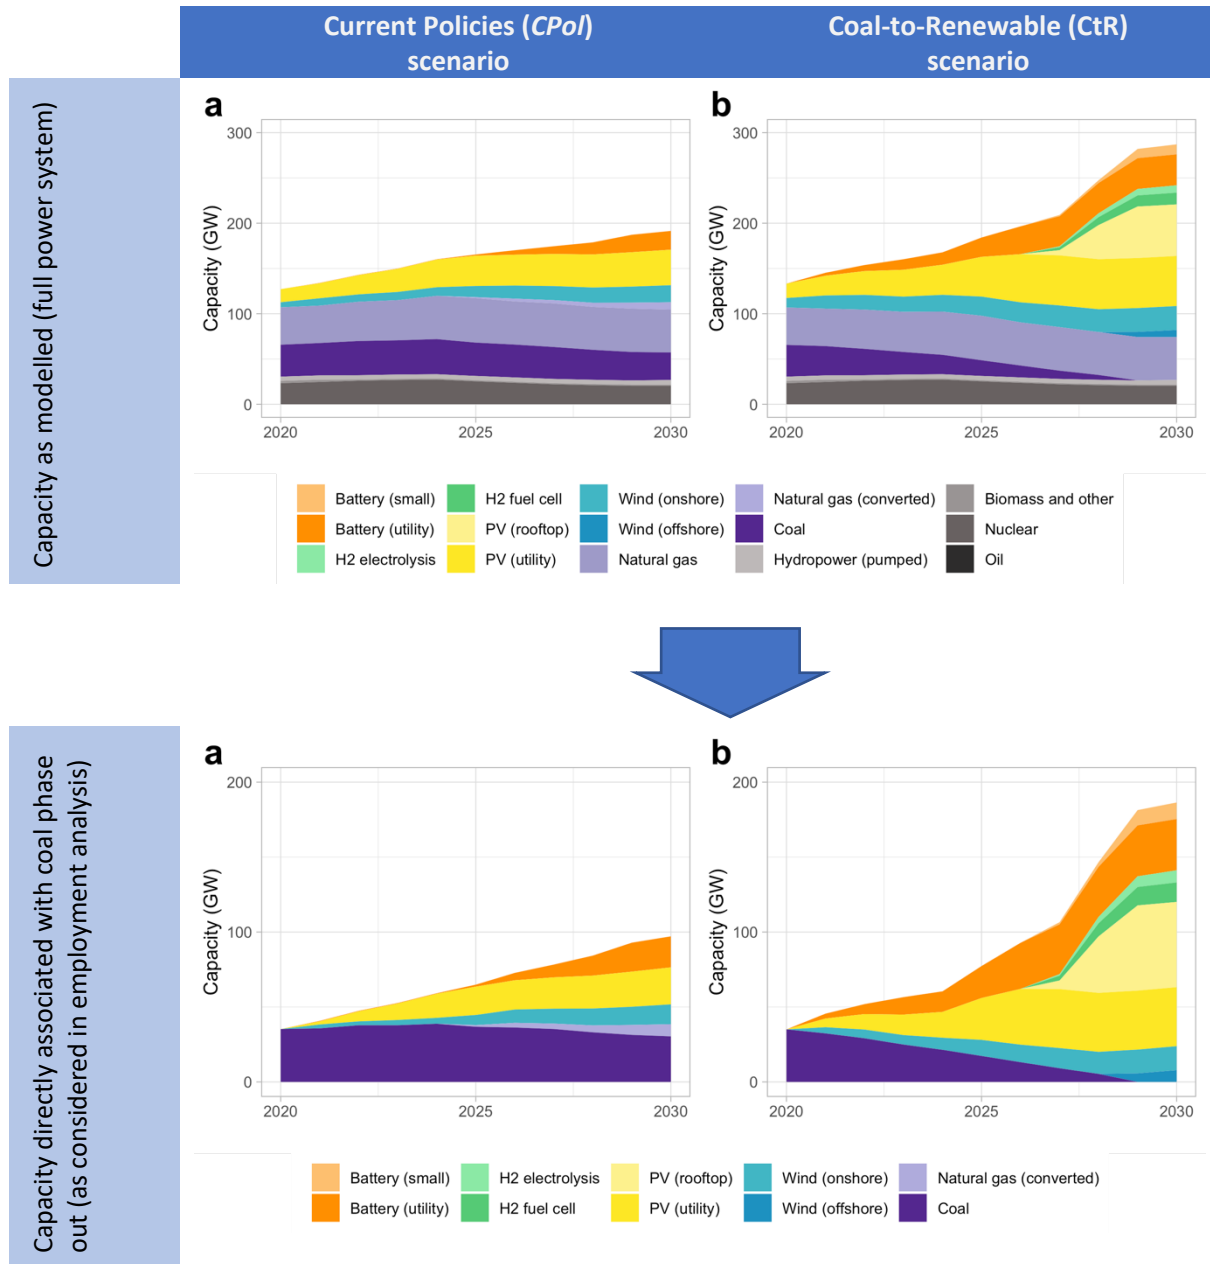 Current Policies (CPol)
scenario
Coal-to-Renewable (CtR)
scenario
Capacity as modelled (full power system)
a
300
200
100
0
Capacity (GW)
2020
2025
2030
b
300
200
100
0
Capacity (GW)
2020
2025
2030
Battery (small)
H2 fuel cell
Wind (onshore)
Natural gas (converted)
Biomass and other
Battery (utility)
PV (rooftop)
Wind (offshore)
Coal
Nuclear
H2 electrolysis
PV (utility)
Natural gas
Hydropower (pumped)
Oil
Capacity directly associated with coal phase
out (as considered in employment analysis)
a
200
100
0
Capacity (GW)
2020
2025
2030
b
200
100
0
Capacity (GW)
2020
2025
2030
Battery (small)
H2 electrolysis
PV (rooftop)
Wind (onshore)
Natural gas (converted)
Battery (utility)
H2 fuel cell
PV (utility)
Wind (offshore)
Coal